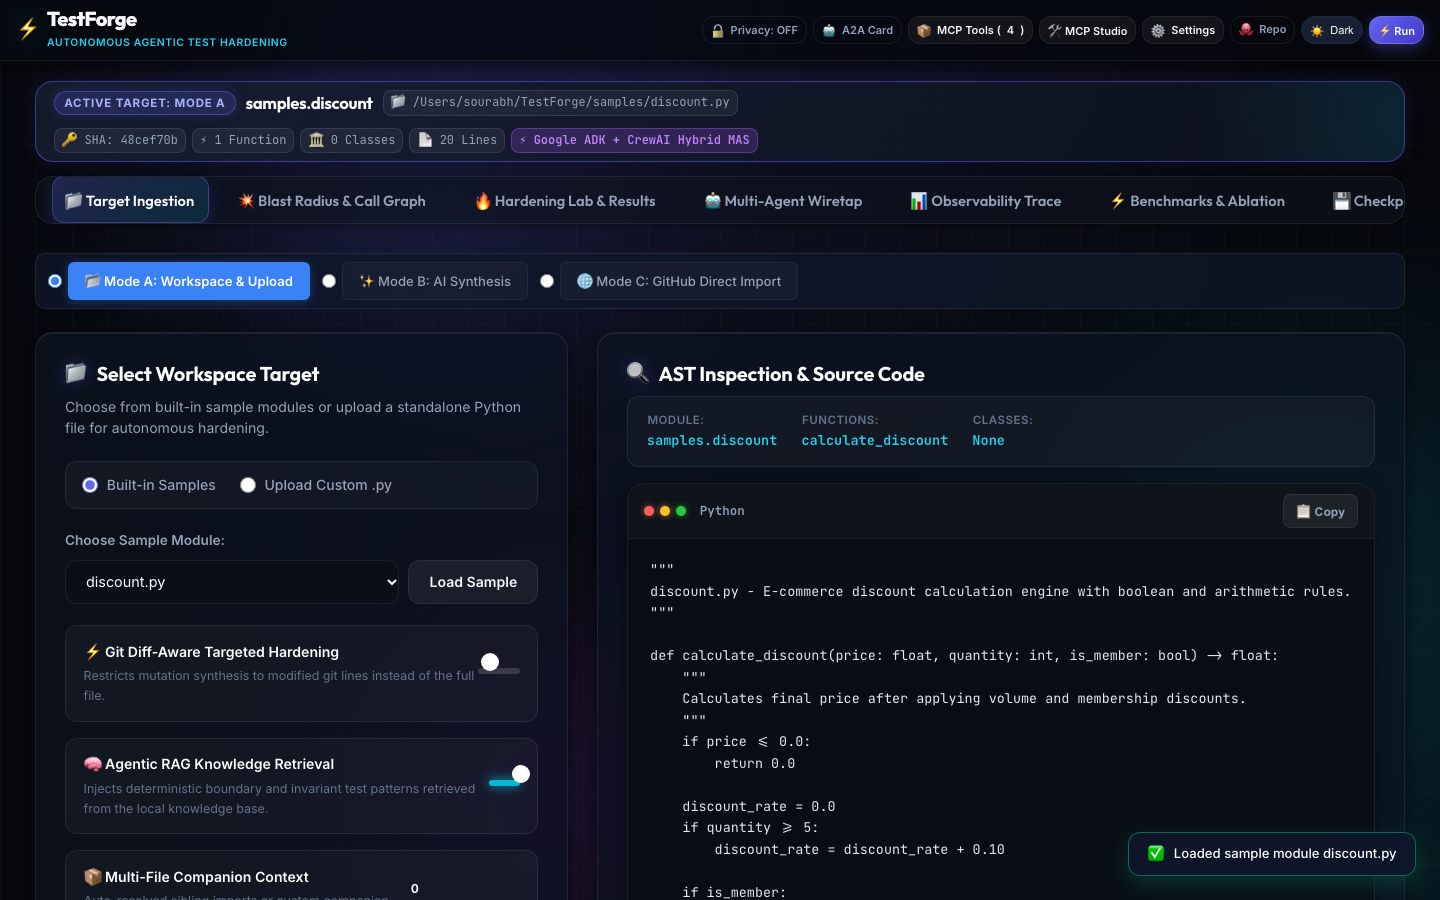 TestForge
AUTONOMOUS AGENTIC TEST HARDENING
Privacy: OFF
A2A Card
MCP Tools ( 4 )
MCP Studio
Settings
Repo
Dark
Run
ACTIVE TARGET: MODE A
samples.discount
/Users/sourabh/TestForge/samples/discount.py
SHA: 48cef70b
1 Function
0 Classes
20 Lines
Google ADK + CrewAI Hybrid MAS
Target Ingestion
Blast Radius & Call Graph
Hardening Lab & Results
Multi-Agent Wiretap
Observability Trace
Benchmarks & Ablation
Checkp
Mode A: Workspace & Upload
Mode B: AI Synthesis
Mode C: GitHub Direct Import
Select Workspace Target
Choose from built-in sample modules or upload a standalone Python
file for autonomous hardening.
Built-in Samples
Upload Custom .py
Choose Sample Module:
discount.py
Load Sample
Git Diff-Aware Targeted Hardening
Restricts mutation synthesis to modified git lines instead of the full
file.
Agentic RAG Knowledge Retrieval
Injects deterministic boundary and invariant test patterns retrieved
from the local knowledge base.
Multi-File Companion Context
0
Auto-resolved sibling imports or custom companion
AST Inspection & Source Code
MODULE:
samples.discount
FUNCTIONS:
calculate_discount
CLASSES:
None
Python
Copy
"""
discount.py - E-commerce discount calculation engine with boolean and arithmetic rules.
"""
def calculate_discount(price: float, quantity: int, is_member: bool) -> float:
"""
Calculates final price after applying volume and membership discounts.
"""
if price <= 0.0:
return 0.0
discount_rate = 0.0
if quantity >= 5:
discount_rate = discount_rate + 0.10
if is_member:
Loaded sample module discount.py